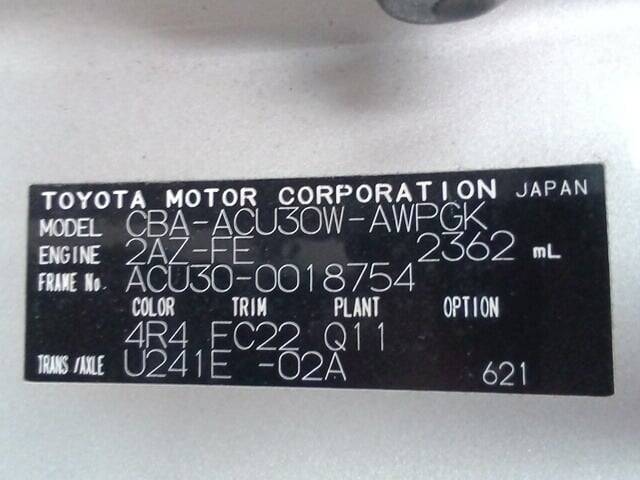 TOYOTA MOTOR CORPORATION JAPAN
MODEL CBA-ACU30W-AWPGK
ENGINE 2AZ-FE 2362 mL
FRAME No. ACU30-0018754
COLOR TRIM PLANT OPTION
4R4 FC22 Q11
TRANS/AXLE U241E -02A 621